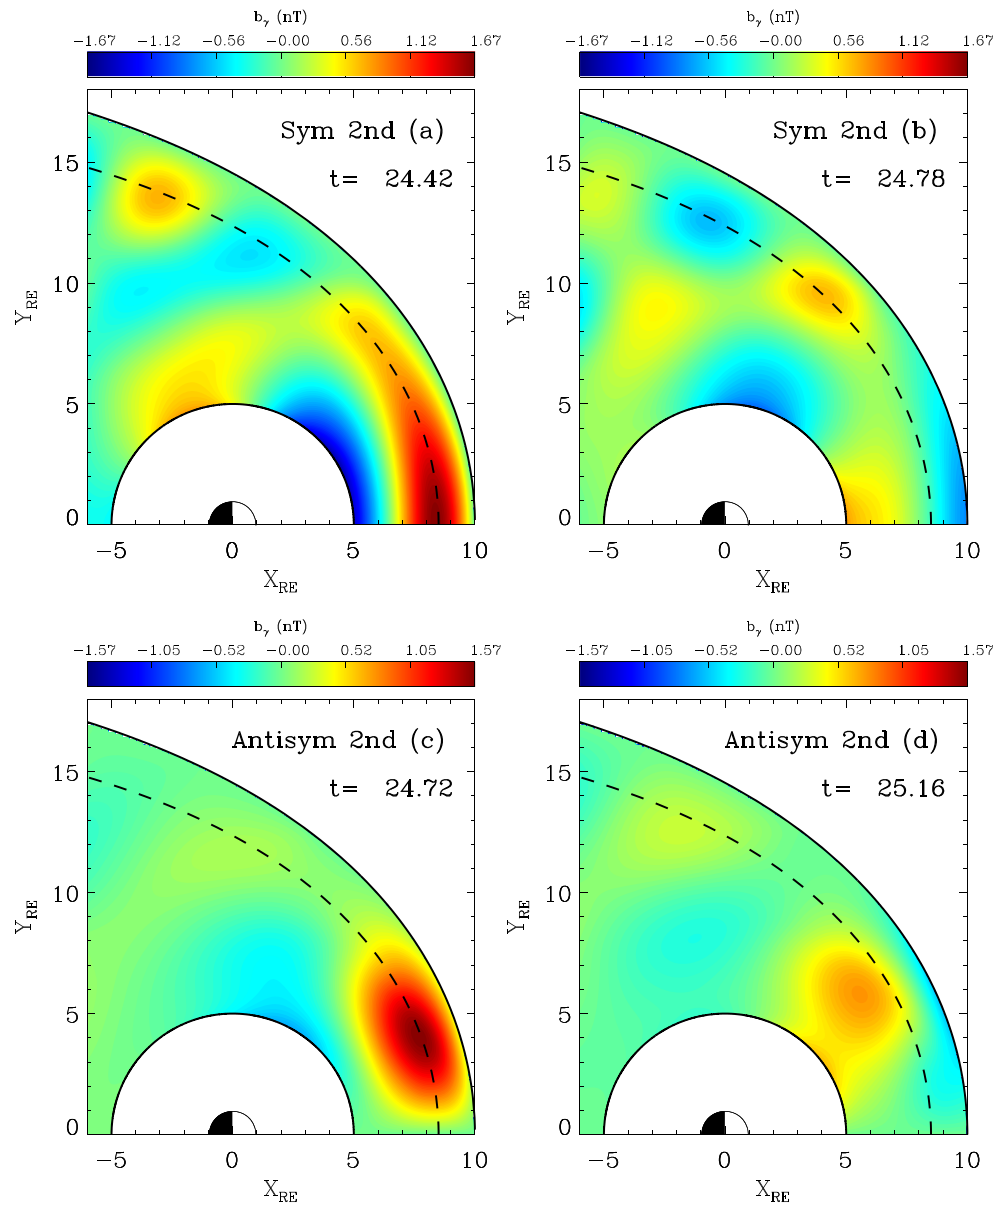 bᵧ (nT)
−1.67 −1.12 −0.56 −0.00 0.56 1.12 1.67
Sym 2nd (a)
t= 24.42
15
10
5
0
Y_RE
−5 0 5 10
X_RE
bᵧ (nT)
−1.67 −1.12 −0.56 −0.00 0.56 1.12 1.67
Sym 2nd (b)
t= 24.78
15
10
5
0
Y_RE
−5 0 5 10
X_RE
bᵧ (nT)
−1.57 −1.05 −0.52 −0.00 0.52 1.05 1.57
Antisym 2nd (c)
t= 24.72
15
10
5
0
Y_RE
−5 0 5 10
X_RE
bᵧ (nT)
−1.57 −1.05 −0.52 −0.00 0.52 1.05 1.57
Antisym 2nd (d)
t= 25.16
15
10
5
0
Y_RE
−5 0 5 10
X_RE